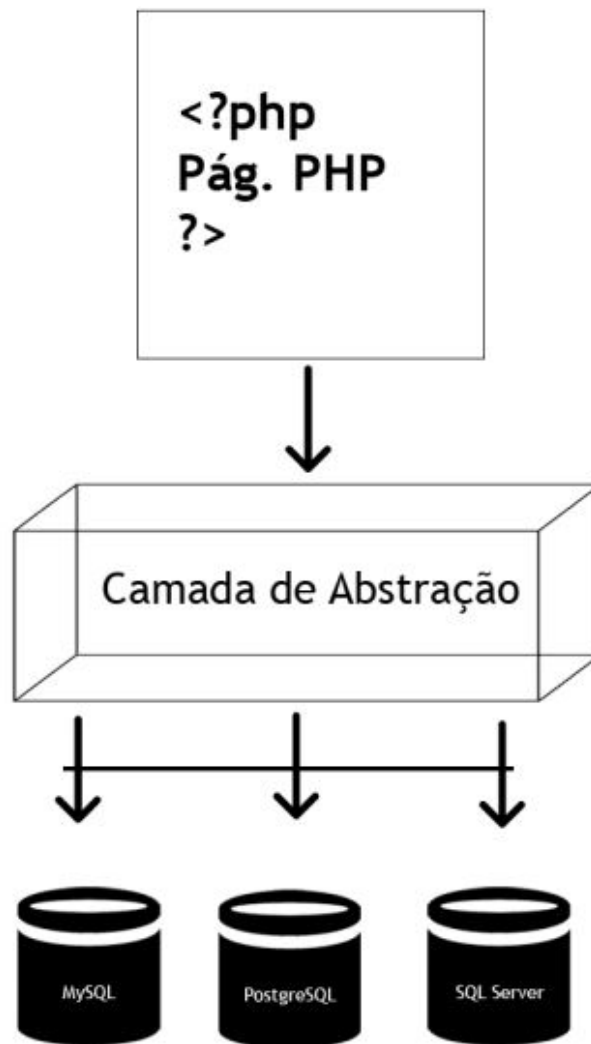 <?php
Pág. PHP
?>
Camada de Abstração
MySQL
PostgreSQL
SQL Server